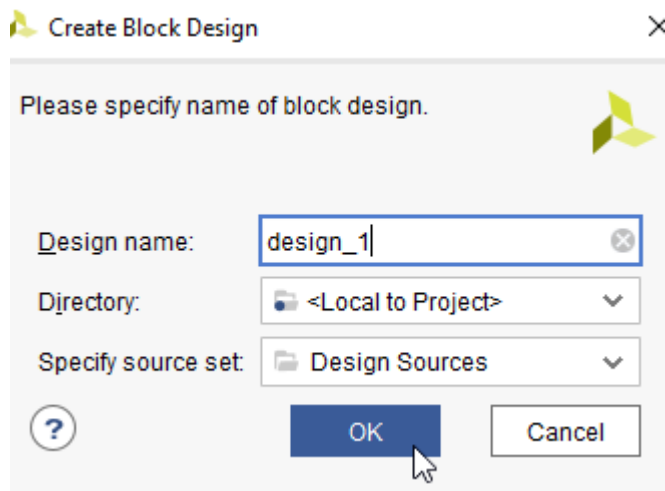 Create Block Design
Please specify name of block design.
Design name: design_1
Directory: <Local to Project>
Specify source set: Design Sources
? OK Cancel